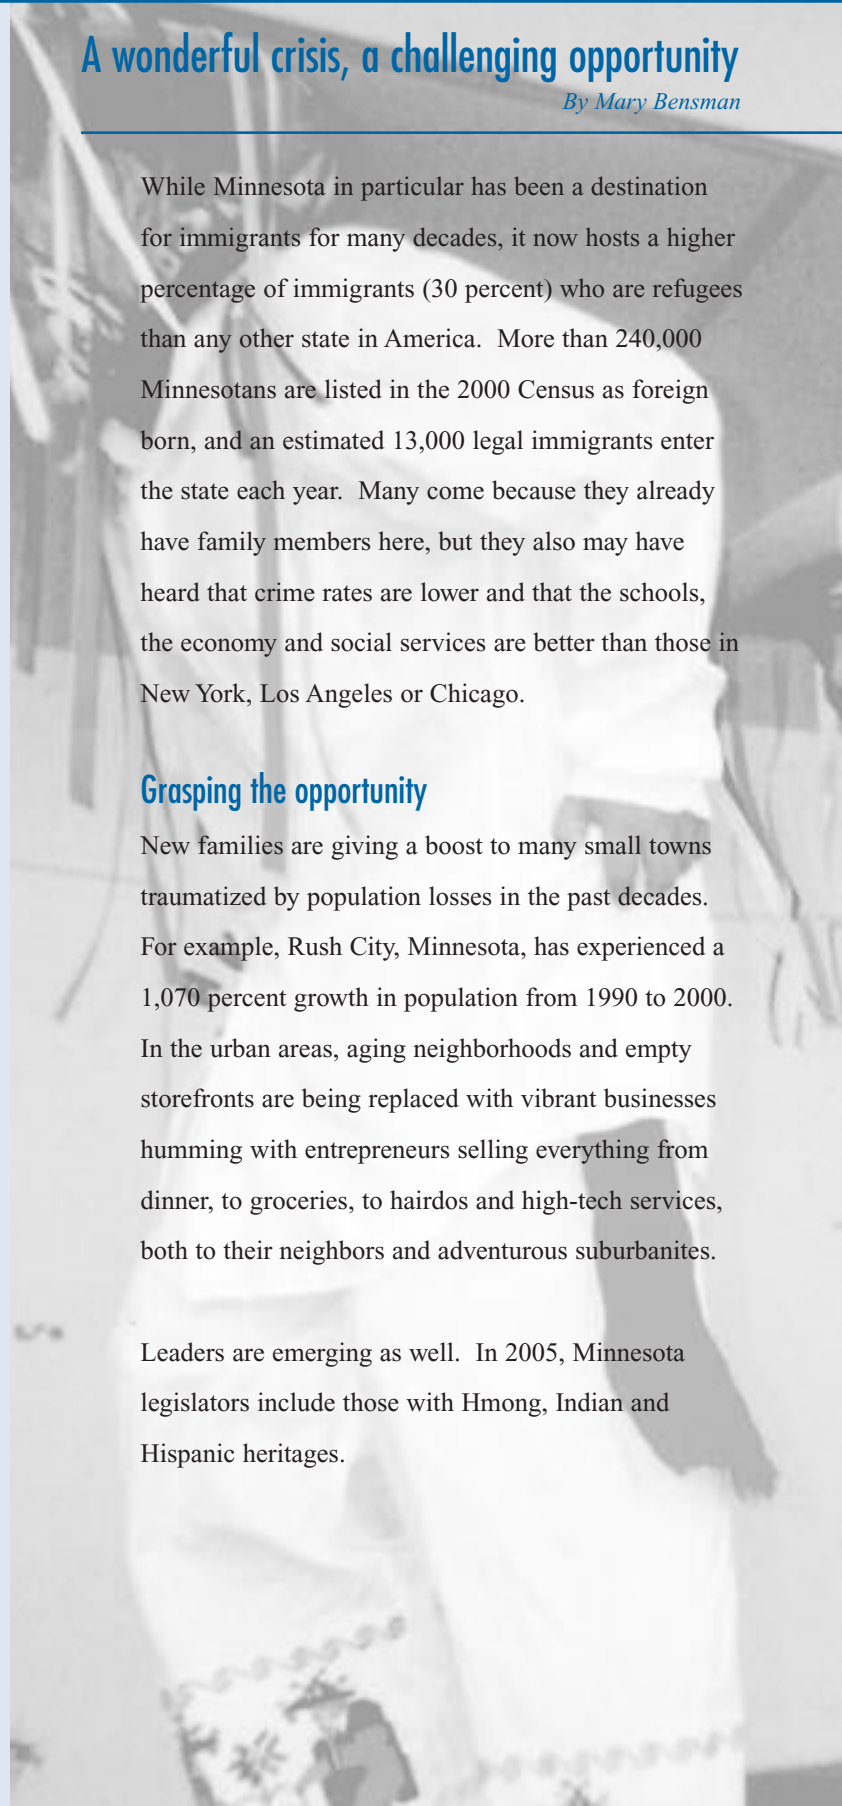 A wonderful crisis, a challenging opportunity
By Mary Bensman
While Minnesota in particular has been a destination
for immigrants for many decades, it now hosts a higher
percentage of immigrants (30 percent) who are refugees
than any other state in America.  More than 240,000
Minnesotans are listed in the 2000 Census as foreign
born, and an estimated 13,000 legal immigrants enter
the state each year.  Many come because they already
have family members here, but they also may have
heard that crime rates are lower and that the schools,
the economy and social services are better than those in
New York, Los Angeles or Chicago.
Grasping the opportunity
New families are giving a boost to many small towns
traumatized by population losses in the past decades.
For example, Rush City, Minnesota, has experienced a
1,070 percent growth in population from 1990 to 2000.
In the urban areas, aging neighborhoods and empty
storefronts are being replaced with vibrant businesses
humming with entrepreneurs selling everything from
dinner, to groceries, to hairdos and high-tech services,
both to their neighbors and adventurous suburbanites.
Leaders are emerging as well.  In 2005, Minnesota
legislators include those with Hmong, Indian and
Hispanic heritages.